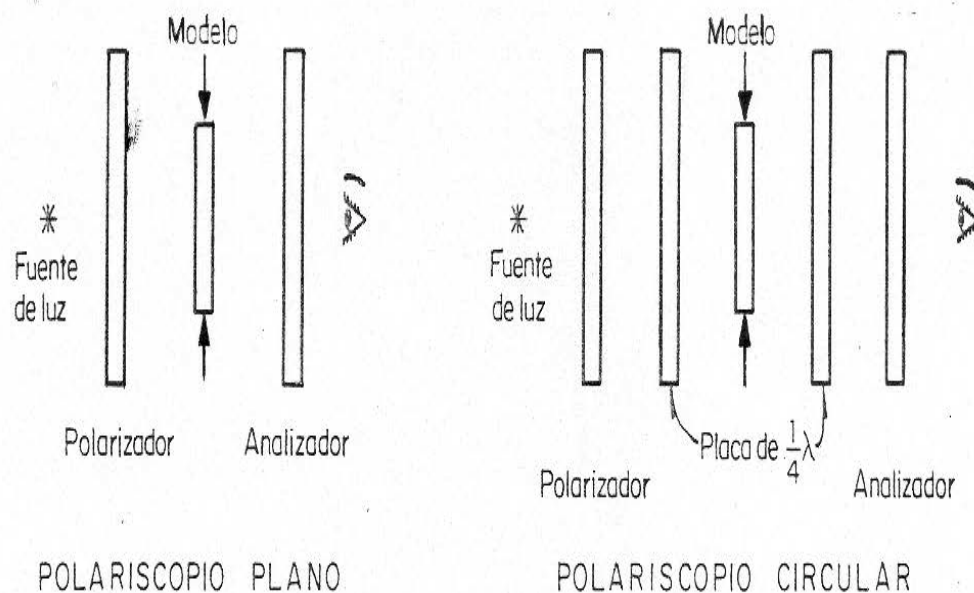 Modelo
Fuente
de luz
Polarizador
Analizador
POLARISCOPIO PLANO
Modelo
Fuente
de luz
Placa de 1/4 λ
Polarizador
Analizador
POLARISCOPIO CIRCULAR